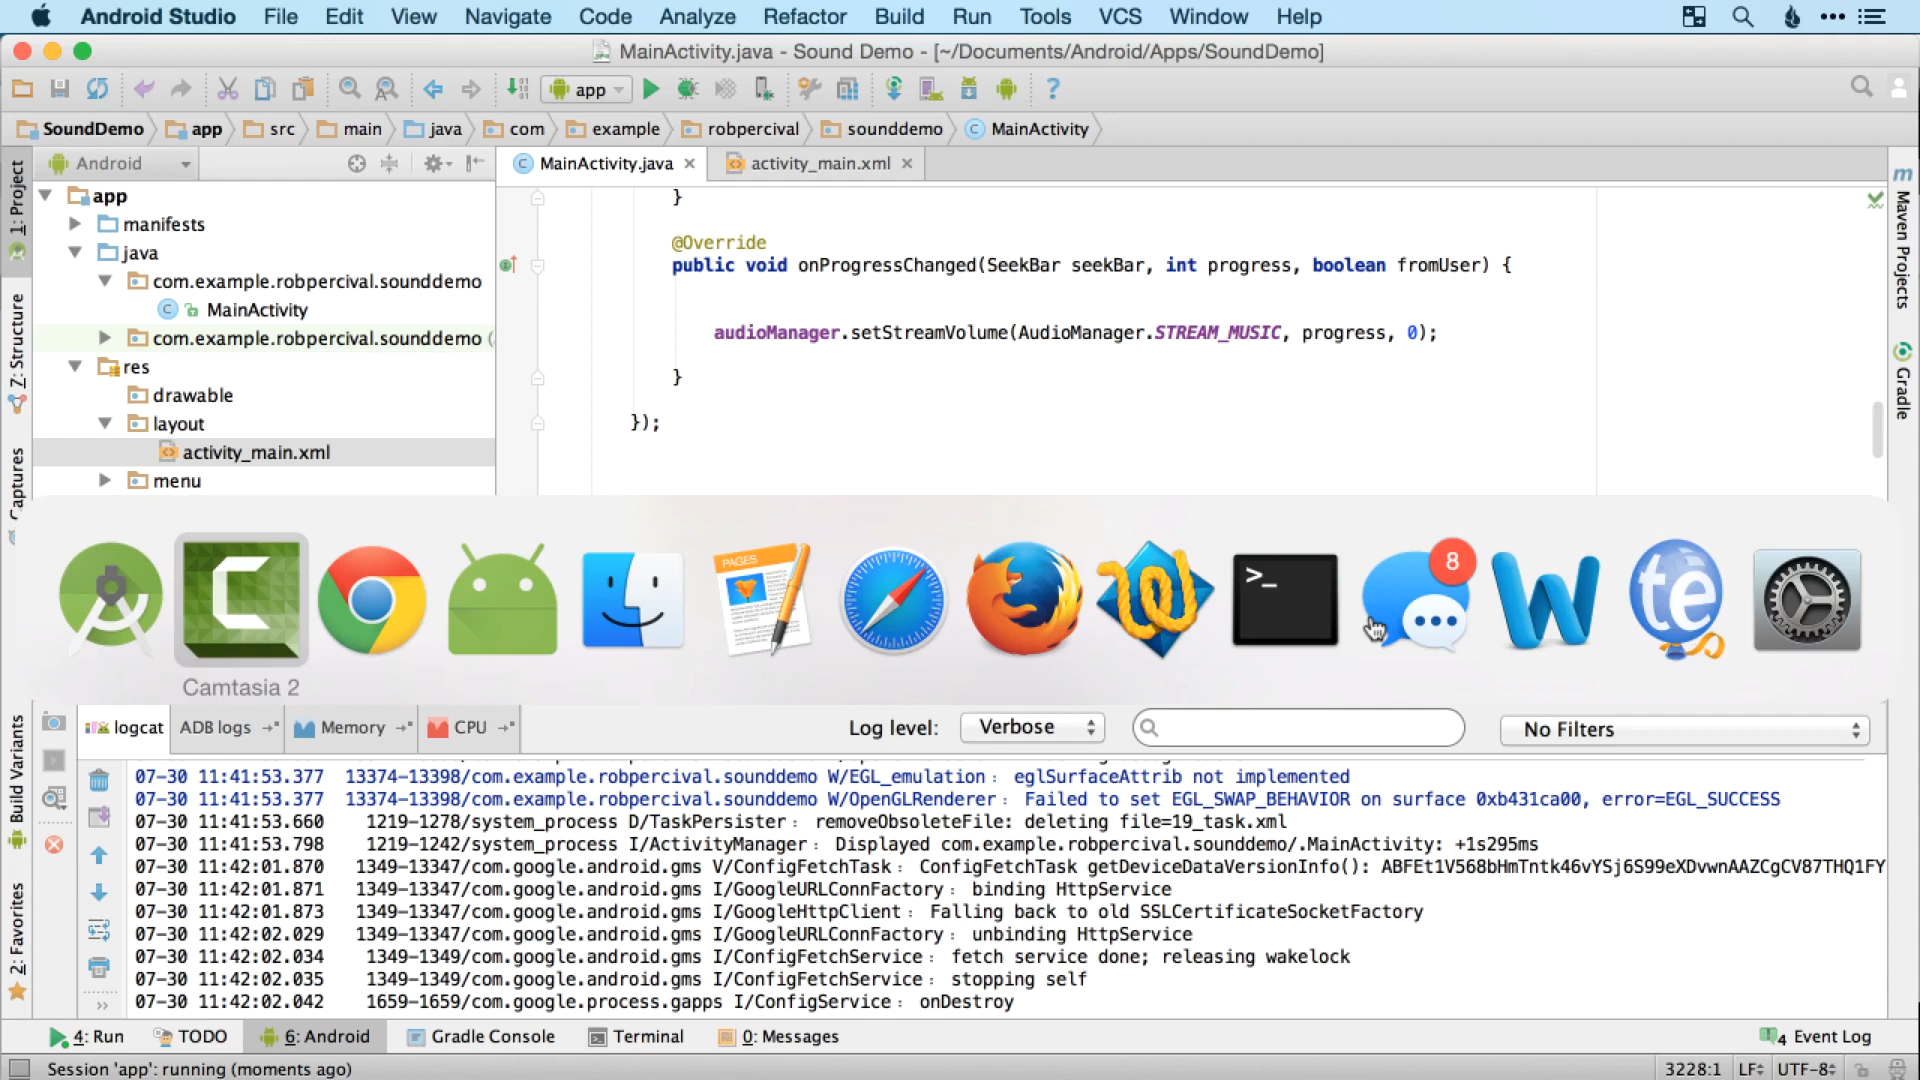 Android Studio File Edit View Navigate Code Analyze Refactor Build Run Tools VCS Window Help
MainActivity.java - Sound Demo - [~/Documents/Android/Apps/SoundDemo]
app
SoundDemo app src main java com example robpercival sounddemo MainActivity
Android
MainActivity.java
activity_main.xml
1: Project
7: Structure
Captures
Build Variants
2: Favorites
Maven Projects
Gradle
app
manifests
java
com.example.robpercival.sounddemo
MainActivity
com.example.robpercival.sounddemo (
res
drawable
layout
activity_main.xml
menu
}
@Override
public void onProgressChanged(SeekBar seekBar, int progress, boolean fromUser) {
audioManager.setStreamVolume(AudioManager.STREAM_MUSIC, progress, 0);
}
});
PAGES
>_
8
te
Camtasia 2
logcat ADB logs Memory CPU Log level: Verbose No Filters
07-30 11:41:53.377 13374-13398/com.example.robpercival.sounddemo W/EGL_emulation: eglSurfaceAttrib not implemented
07-30 11:41:53.377 13374-13398/com.example.robpercival.sounddemo W/OpenGLRenderer: Failed to set EGL_SWAP_BEHAVIOR on surface 0xb431ca00, error=EGL_SUCCESS
07-30 11:41:53.660 1219-1278/system_process D/TaskPersister: removeObsoleteFile: deleting file=19_task.xml
07-30 11:41:53.798 1219-1242/system_process I/ActivityManager: Displayed com.example.robpercival.sounddemo/.MainActivity: +1s295ms
07-30 11:42:01.870 1349-13347/com.google.android.gms V/ConfigFetchTask: ConfigFetchTask getDeviceDataVersionInfo(): ABFEt1V568bHmTntk46vYSj6S99eXDvwnAAZCgCV87THQ1FY
07-30 11:42:01.871 1349-13347/com.google.android.gms I/GoogleURLConnFactory: binding HttpService
07-30 11:42:01.873 1349-13347/com.google.android.gms I/GoogleHttpClient: Falling back to old SSLCertificateSocketFactory
07-30 11:42:02.029 1349-13347/com.google.android.gms I/GoogleURLConnFactory: unbinding HttpService
07-30 11:42:02.034 1349-1349/com.google.android.gms I/ConfigFetchService: fetch service done; releasing wakelock
07-30 11:42:02.035 1349-1349/com.google.android.gms I/ConfigFetchService: stopping self
07-30 11:42:02.042 1659-1659/com.google.process.gapps I/ConfigService: onDestroy
4: Run TODO 6: Android Gradle Console Terminal 0: Messages 4 Event Log
Session 'app': running (moments ago) 3228:1 LF UTF-8